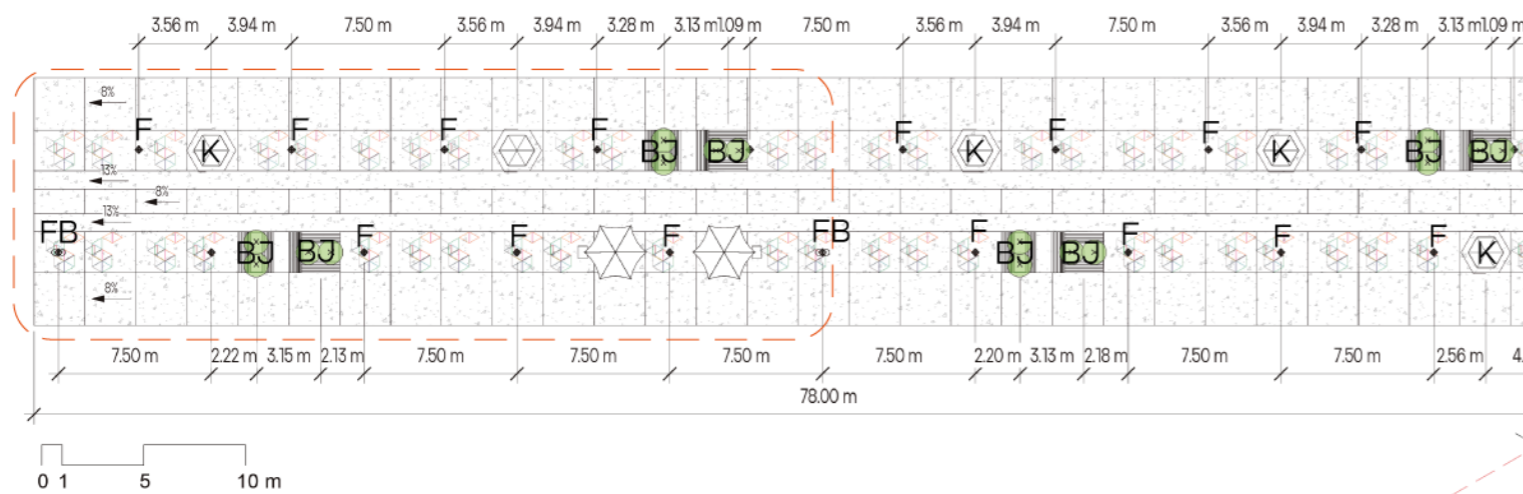 3.56 m 3.94 m 7.50 m 3.56 m 3.94 m 3.28 m 3.13 m 1.09 m 7.50 m 3.56 m 3.94 m 7.50 m 3.56 m 3.94 m 3.28 m 3.13 m 1.09 m
8%
F F F F F F F F
K BJ BJ K K BJ BJ
13%
8%
13%
FB F F F FB F F F
BJ BJ BJ BJ K
8%
7.50 m 2.22 m 3.15 m 2.13 m 7.50 m 7.50 m 7.50 m 7.50 m 2.20 m 3.13 m 2.18 m 7.50 m 7.50 m 2.56 m 4.
78.00 m
0 1 5 10 m